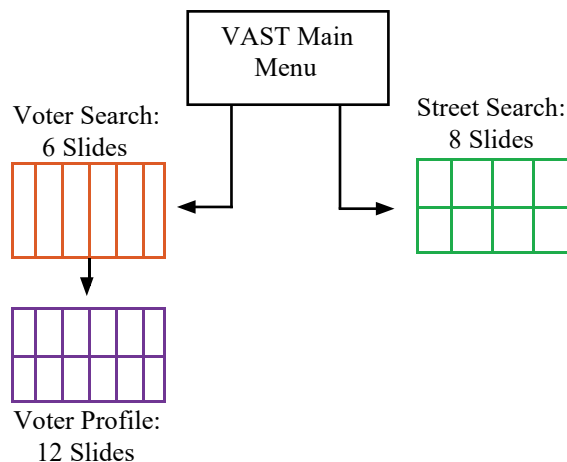 VAST Main
Menu
Voter Search:
6 Slides
Street Search:
8 Slides
Voter Profile:
12 Slides